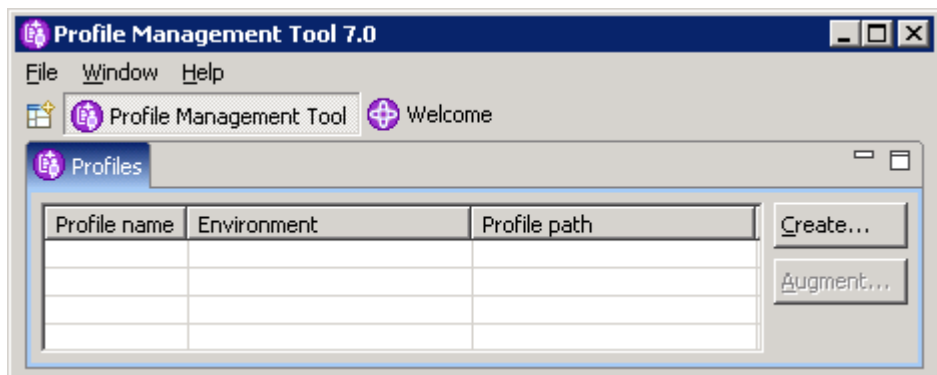 Profile Management Tool 7.0
File Window Help
Profile Management Tool Welcome
Profiles
Profile name Environment Profile path Create...
Augment...